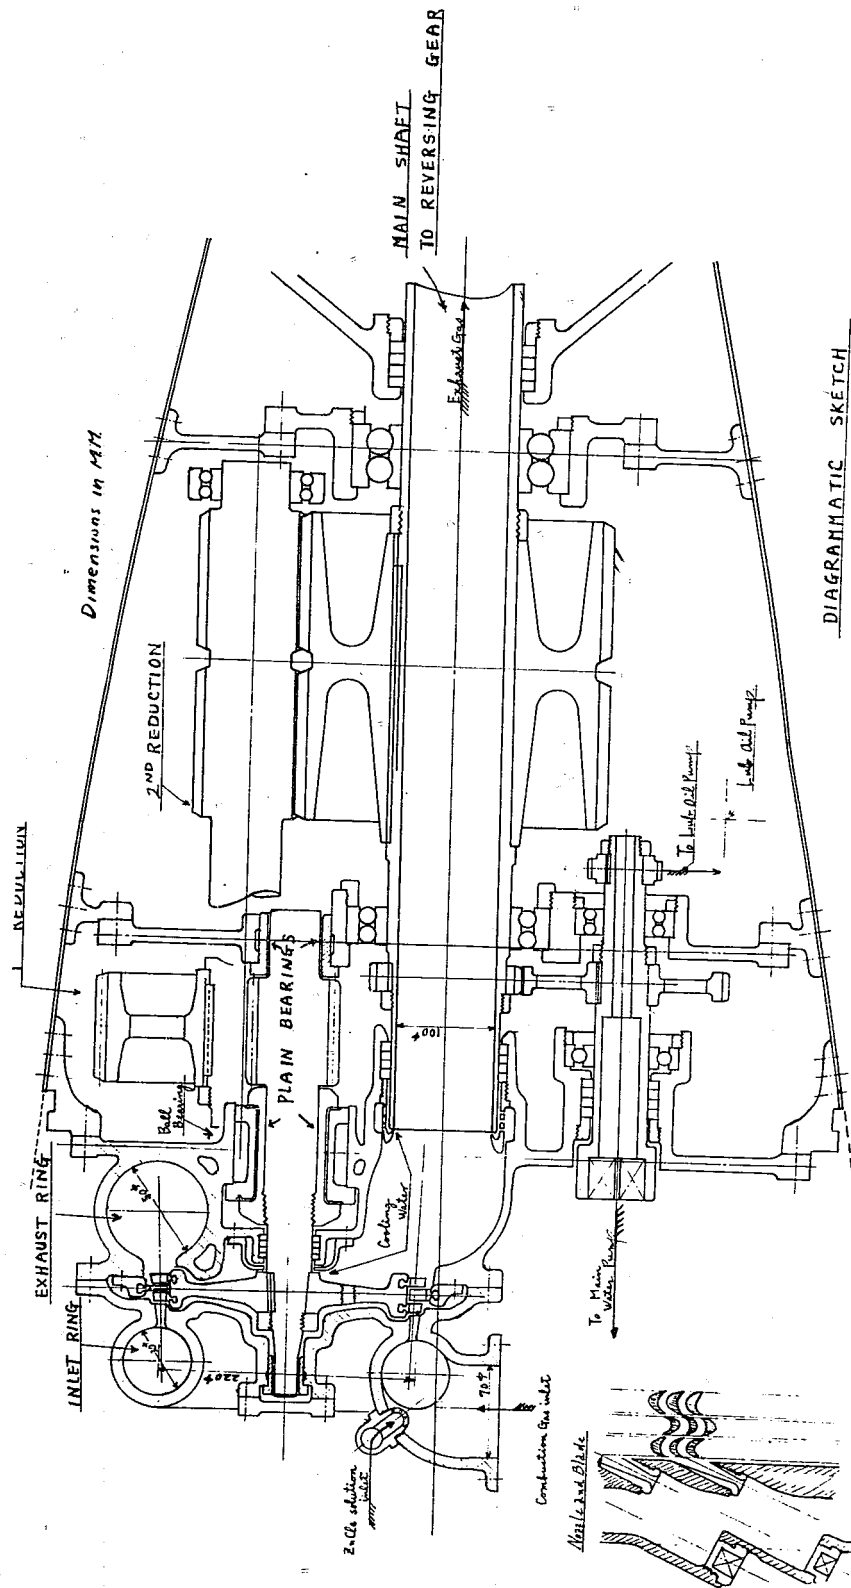 MAIN SHAFT
TO REVERSING GEAR
Dimensions in M.M.
Exhaust Gas
DIAGRAMMATIC SKETCH
2ND REDUCTION
REDUCTION
To Lub. Oil Pump
To Lub. Oil Pump
PLAIN BEARINGS
100 φ
Ball
Bearing
EXHAUST RING
Cooling
Water
To Main
Water Pump
INLET RING
220 φ
70 φ
ZnCl2 solution
inlet
Combustion Gas inlet
Nozzle and Blade